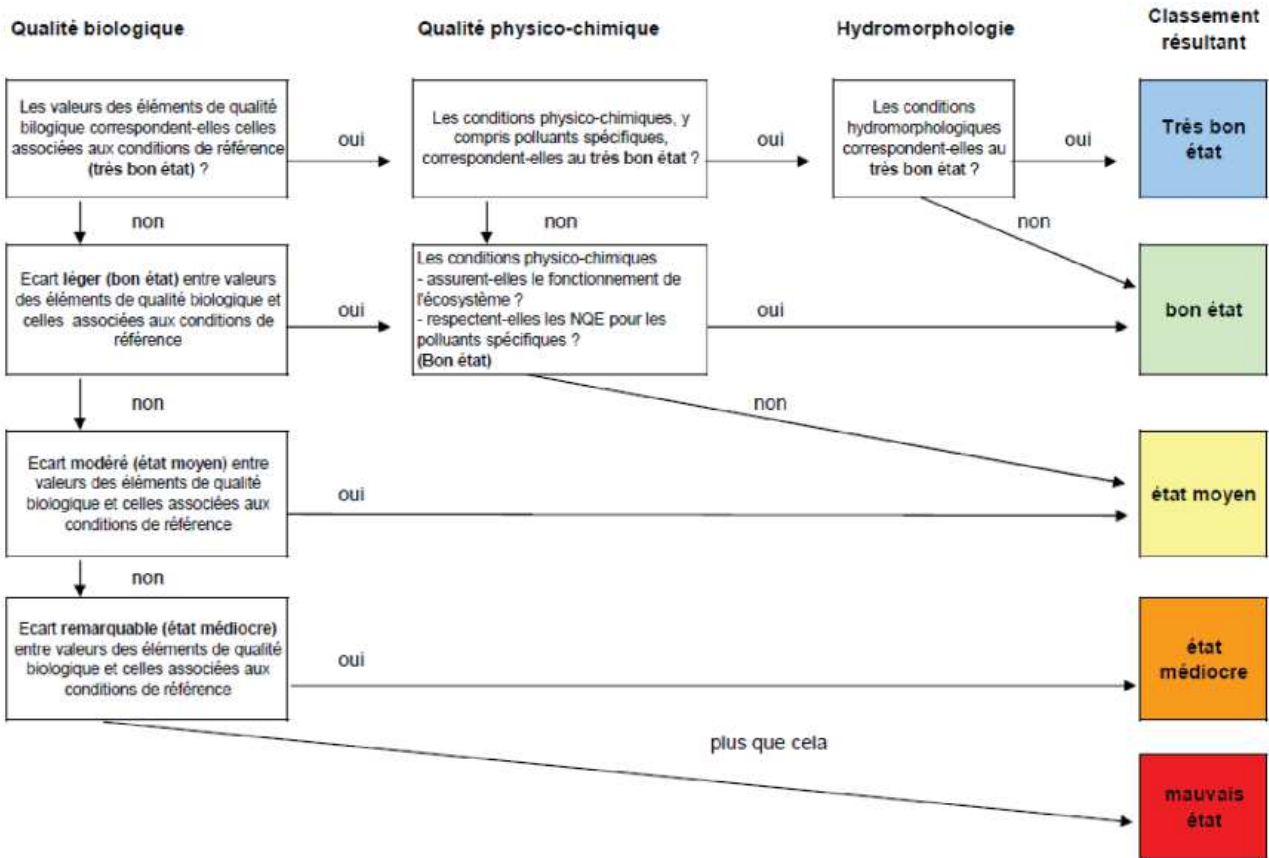 Qualité biologique
Qualité physico-chimique
Hydromorphologie
Classement
résultant
Les valeurs des éléments de qualité
bilogique correspondent-elles celles
associées aux conditions de référence
(très bon état) ?
oui
Les conditions physico-chimiques, y
compris polluants spécifiques,
correspondent-elles au très bon état ?
oui
Les conditions
hydromorphologiques
correspondent-elles au
très bon état ?
oui
Très bon
état
non
non
non
Ecart léger (bon état) entre valeurs
des éléments de qualité biologique et
celles associées aux conditions de
référence
oui
Les conditions physico-chimiques
- assurent-elles le fonctionnement de
l'écosystème ?
- respectent-elles les NQE pour les
polluants spécifiques ?
(Bon état)
oui
bon état
non
non
Ecart modéré (état moyen) entre
valeurs des éléments de qualité
biologique et celles associées aux
conditions de référence
oui
état moyen
non
Ecart remarquable (état médiocre)
entre valeurs des éléments de qualité
biologique et celles associées aux
conditions de référence
oui
état
médiocre
plus que cela
mauvais
état